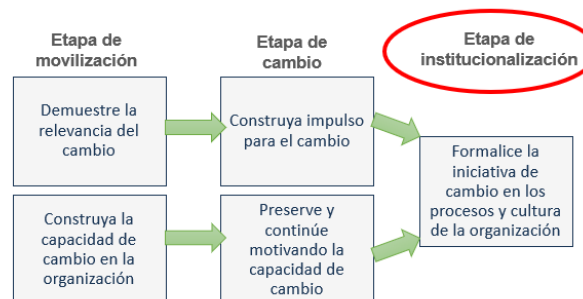 Etapa de
movilización
Etapa de
cambio
Etapa de
institucionalización
Demuestre la
relevancia del
cambio
Construya impulso
para el cambio
Formalice la
iniciativa de
cambio en los
procesos y cultura
de la organización
Construya la
capacidad de
cambio en la
organización
Preserve y
continúe
motivando la
capacidad de
cambio